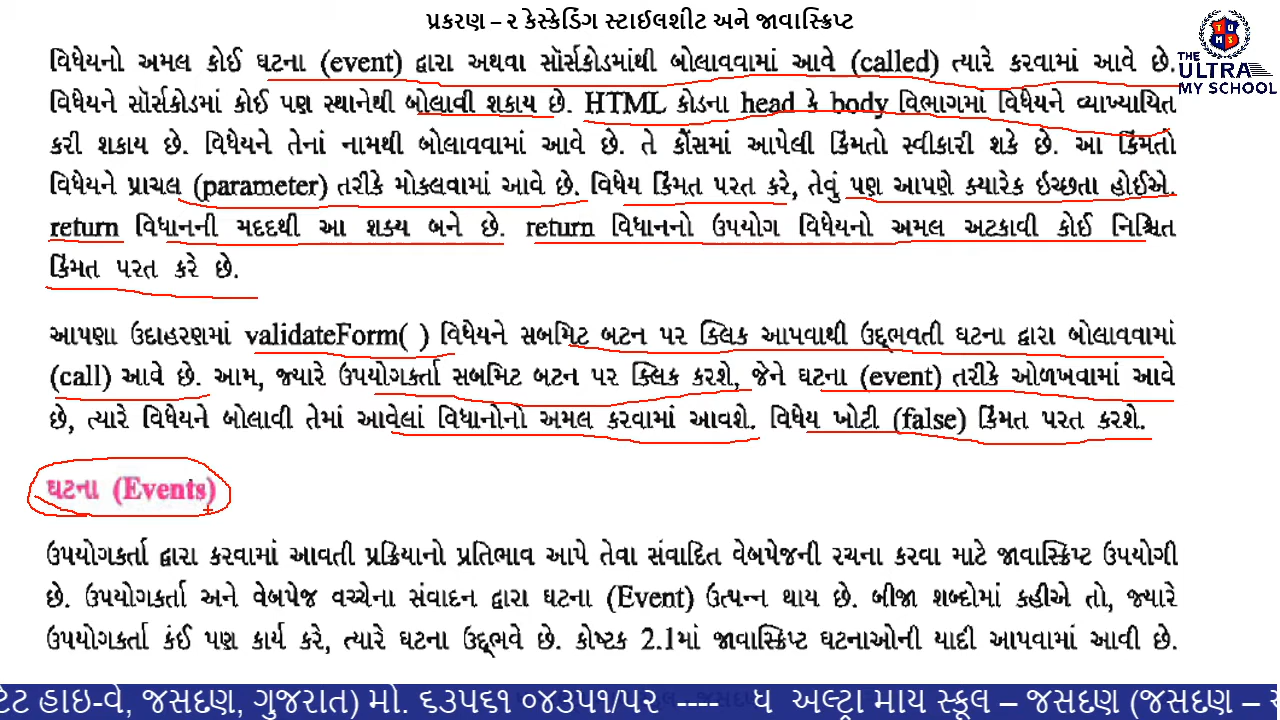 પ્રકરણ – ૨ કેસ્કેડિંગ સ્ટાઈલશીટ અને જાવાસ્ક્રિપ્ટ
THE
ULTRA
MY SCHOOL
વિધેયનો અમલ કોઈ ઘટના (event) દ્વારા અથવા સૉર્સકોડમાંથી બોલાવવામાં આવે (called) ત્યારે કરવામાં આવે છે.
વિધેયને સૉર્સકોડમાં કોઈ પણ સ્થાનેથી બોલાવી શકાય છે. HTML કોડના head કે body વિભાગમાં વિધેયને વ્યાખ્યાયિત
કરી શકાય છે. વિધેયને તેનાં નામથી બોલાવવામાં આવે છે. તે કૌંસમાં આપેલી કિંમતો સ્વીકારી શકે છે. આ કિંમતો
વિધેયને પ્રાચલ (parameter) તરીકે મોકલવામાં આવે છે. વિધેય કિંમત પરત કરે, તેવું પણ આપણે ક્યારેક ઇચ્છતા હોઈએ.
return વિધાનની મદદથી આ શક્ય બને છે. return વિધાનનો ઉપયોગ વિધેયનો અમલ અટકાવી કોઈ નિશ્ચિત
કિંમત પરત કરે છે.
આપણા ઉદાહરણમાં validateForm( ) વિધેયને સબમિટ બટન પર ક્લિક આપવાથી ઉદ્દ્ભવતી ઘટના દ્વારા બોલાવવામાં
(call) આવે છે. આમ, જ્યારે ઉપયોગકર્તા સબમિટ બટન પર ક્લિક કરશે, જેને ઘટના (event) તરીકે ઓળખવામાં આવે
છે, ત્યારે વિધેયને બોલાવી તેમાં આવેલાં વિધાનોનો અમલ કરવામાં આવશે. વિધેય ખોટી (false) કિંમત પરત કરશે.
ઘટના (Events)
ઉપયોગકર્તા દ્વારા કરવામાં આવતી પ્રક્રિયાનો પ્રતિભાવ આપે તેવા સંવાદિત વેબપેજની રચના કરવા માટે જાવાસ્ક્રિપ્ટ ઉપયોગી
છે. ઉપયોગકર્તા અને વેબપેજ વચ્ચેના સંવાદન દ્વારા ઘટના (Event) ઉત્પન્ન થાય છે. બીજા શબ્દોમાં કહીએ તો, જ્યારે
ઉપયોગકર્તા કંઈ પણ કાર્ય કરે, ત્યારે ઘટના ઉદ્દ્ભવે છે. કોષ્ટક 2.1માં જાવાસ્ક્રિપ્ટ ઘટનાઓની યાદી આપવામાં આવી છે.
હાઇ-વે, જસદણ, ગુજરાત) મો. ૬૩૫૬૧ ૦૪૩૫૧/૫૨ ---- ધ અલ્ટ્રા માય સ્કૂલ – જસદણ (જસદણ –